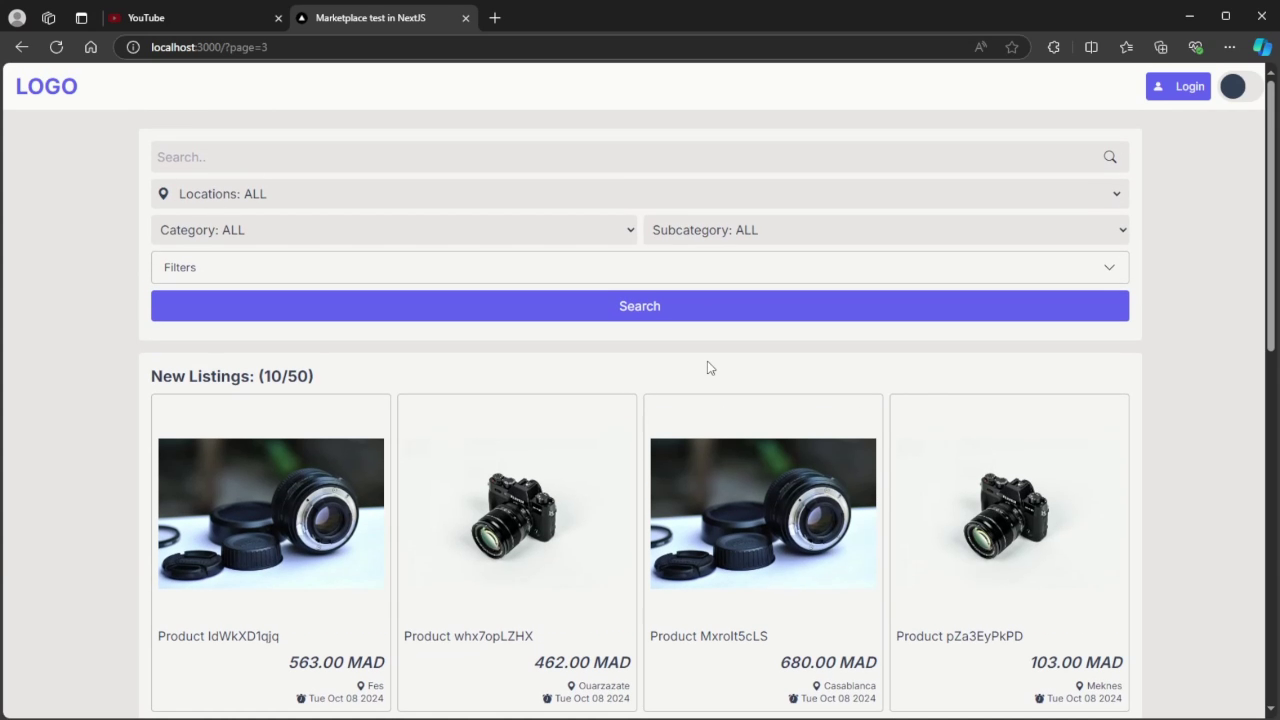 YouTube
Marketplace test in NextJS
localhost:3000/?page=3
LOGO
Login
Search..
Locations: ALL
Category: ALL
Subcategory: ALL
Filters
Search
New Listings: (10/50)
Product IdWkXD1qjq
563.00 MAD
Fes
Tue Oct 08 2024
Product whx7opLZHX
462.00 MAD
Ouarzazate
Tue Oct 08 2024
Product MxroIt5cLS
680.00 MAD
Casablanca
Tue Oct 08 2024
Product pZa3EyPkPD
103.00 MAD
Meknes
Tue Oct 08 2024